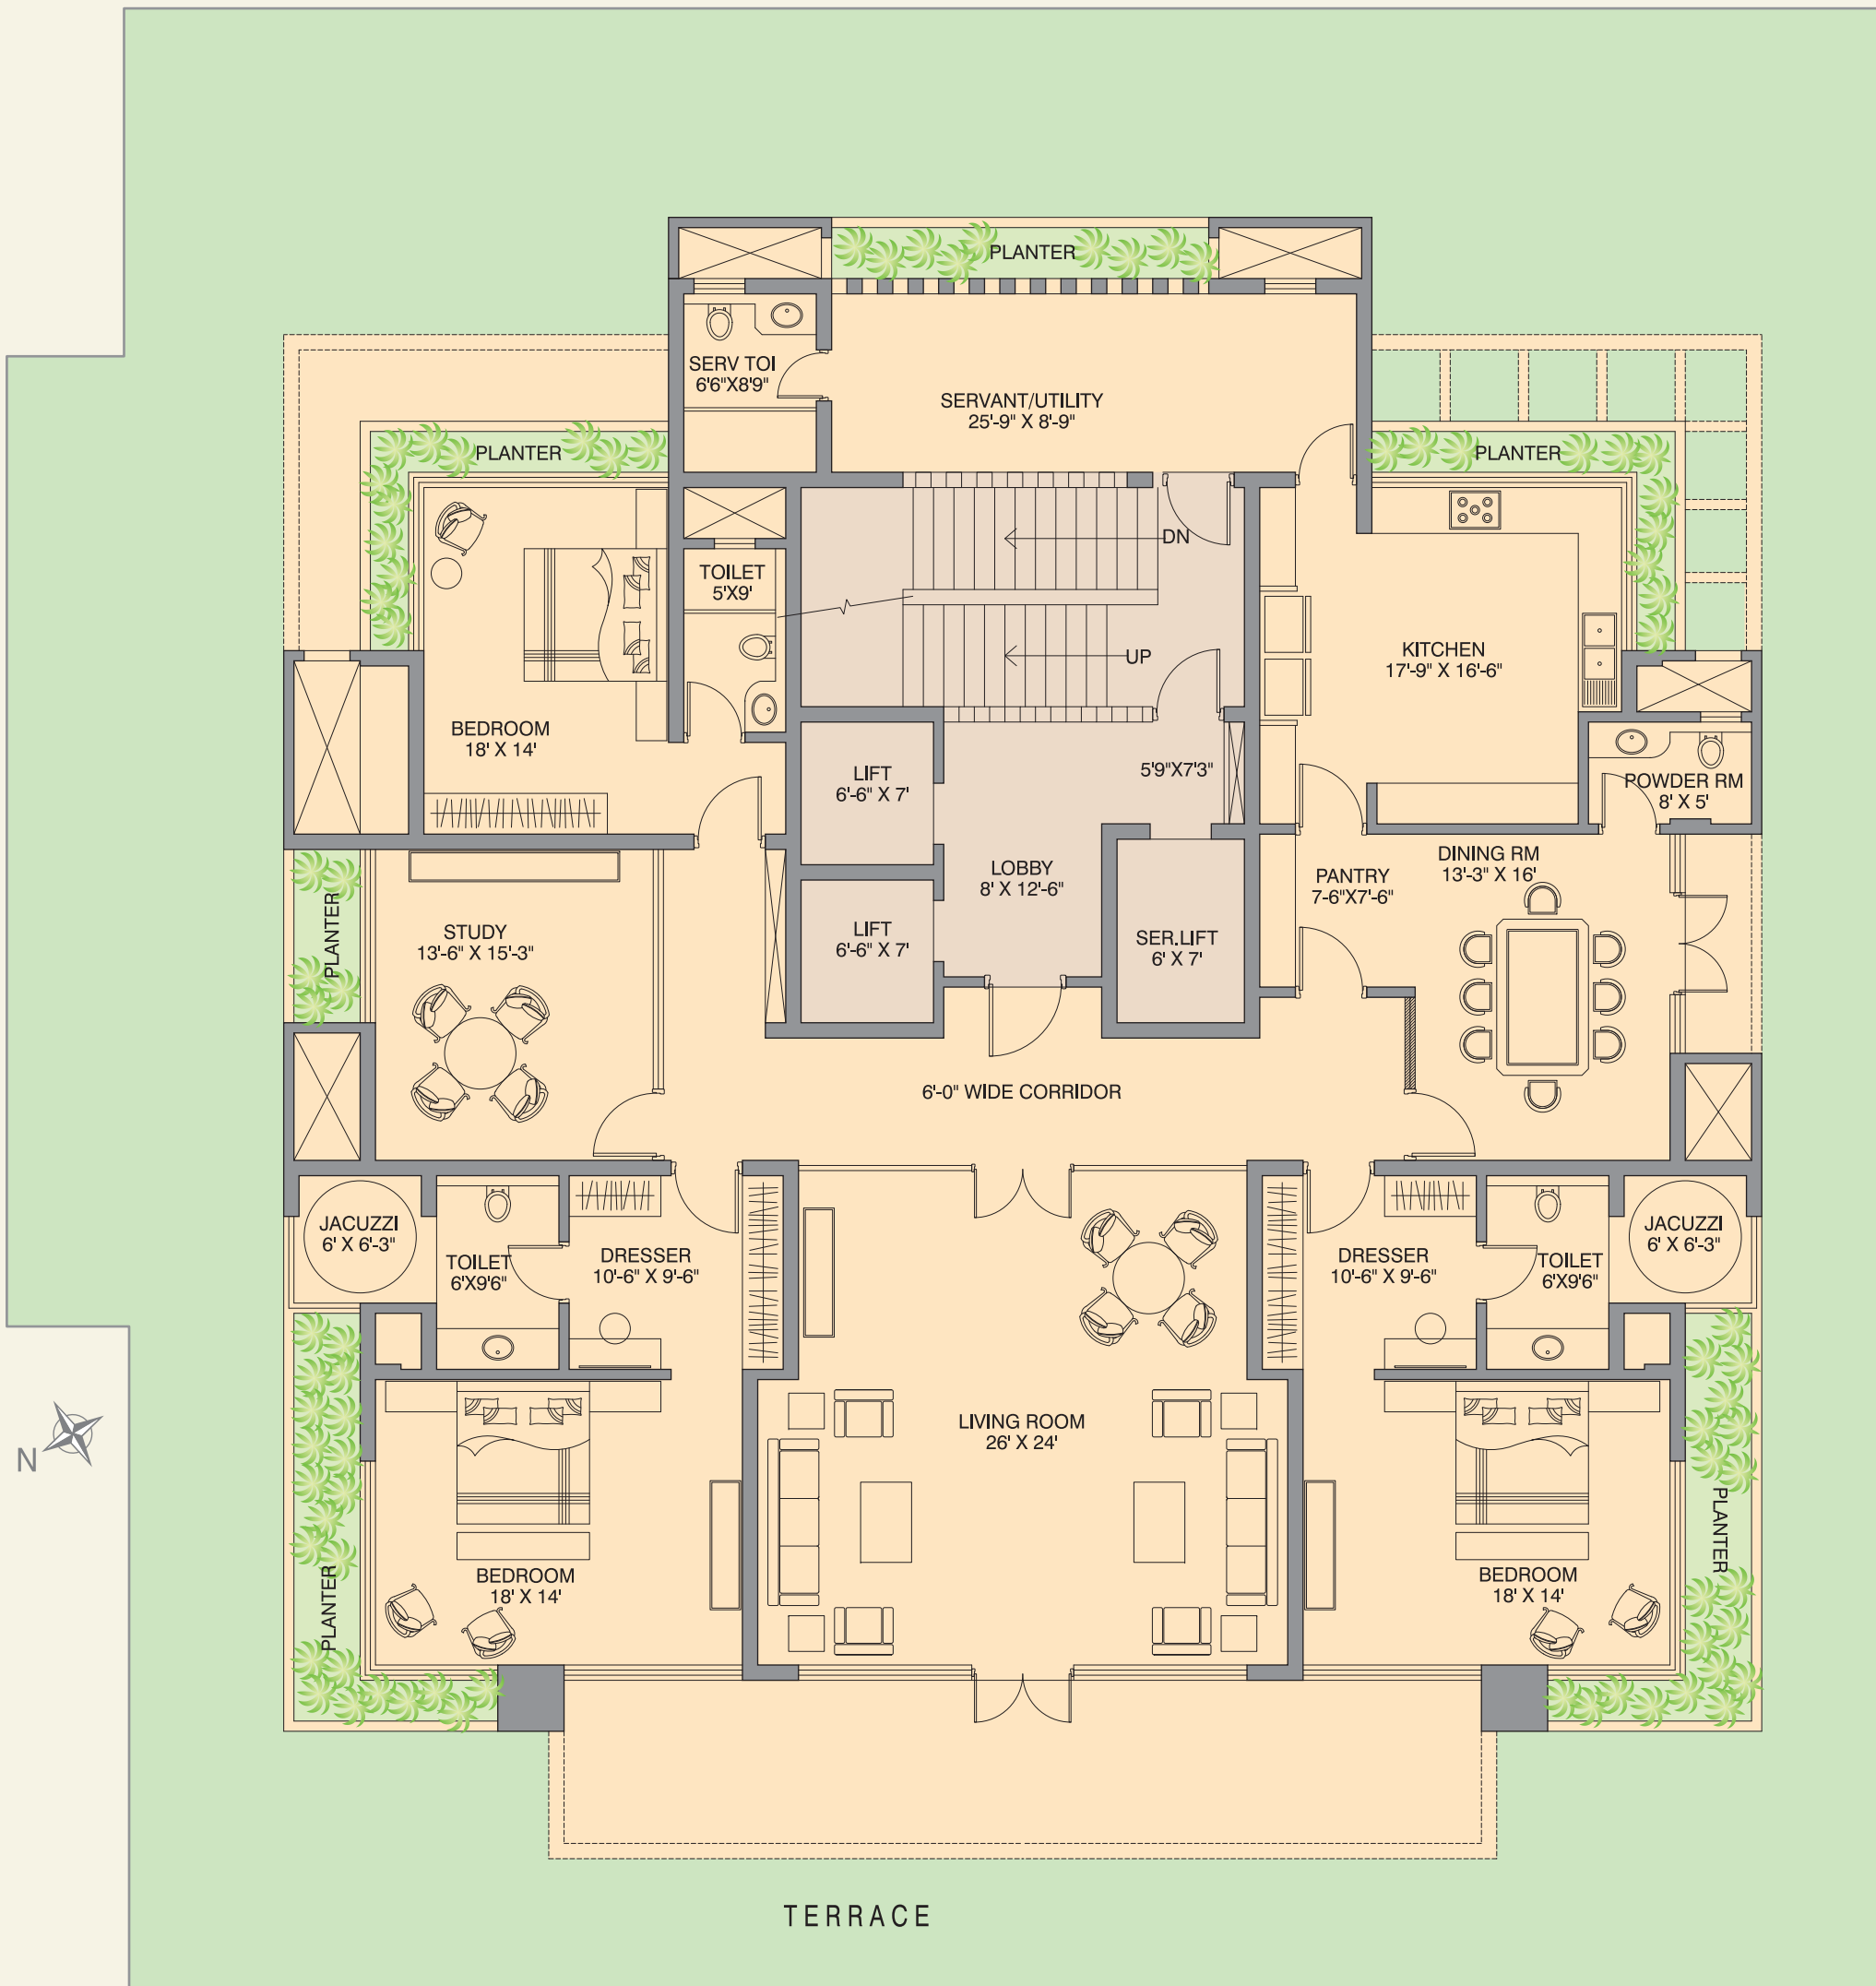 PLANTER
SERV TOI
6'6"X8'9"
SERVANT/UTILITY
25'-9" X 8'-9"
PLANTER
PLANTER
DN
TOILET
5'X9'
UP
KITCHEN
17'-9" X 16'-6"
BEDROOM
18' X 14'
LIFT
6'-6" X 7'
5'9"X7'3"
POWDER RM
8' X 5'
PLANTER
STUDY
13'-6" X 15'-3"
LIFT
6'-6" X 7'
LOBBY
8' X 12'-6"
SER.LIFT
6' X 7'
PANTRY
7-6"X7'-6"
DINING RM
13'-3" X 16'
6'-0" WIDE CORRIDOR
JACUZZI
6' X 6'-3"
TOILET
6'X9'6"
DRESSER
10'-6" X 9'-6"
DRESSER
10'-6" X 9'-6"
TOILET
6'X9'6"
JACUZZI
6' X 6'-3"
LIVING ROOM
26' X 24'
N
PLANTER
BEDROOM
18' X 14'
BEDROOM
18' X 14'
PLANTER
TERRACE